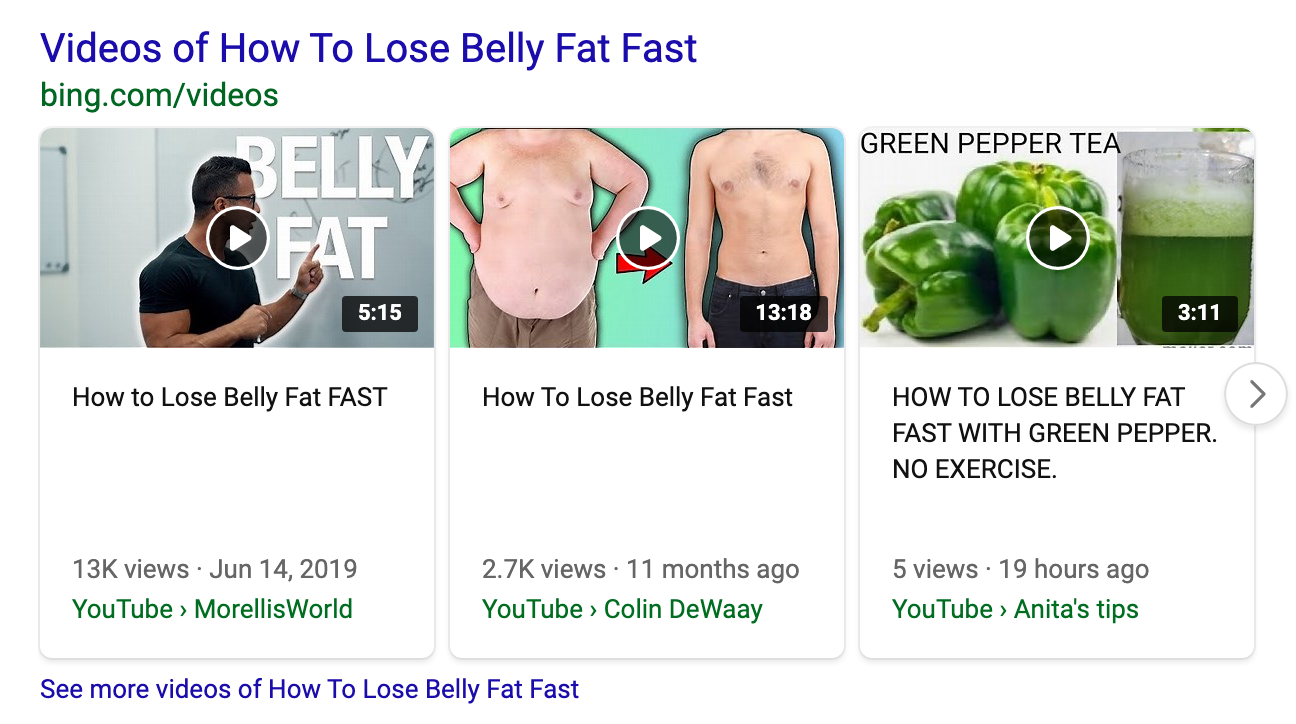 Videos of How To Lose Belly Fat Fast
bing.com/videos
BELLY
FAT
5:15
How to Lose Belly Fat FAST
13K views · Jun 14, 2019
YouTube › MorellisWorld
13:18
How To Lose Belly Fat Fast
2.7K views · 11 months ago
YouTube › Colin DeWaay
GREEN PEPPER TEA
3:11
HOW TO LOSE BELLY FAT
FAST WITH GREEN PEPPER.
NO EXERCISE.
5 views · 19 hours ago
YouTube › Anita's tips
See more videos of How To Lose Belly Fat Fast